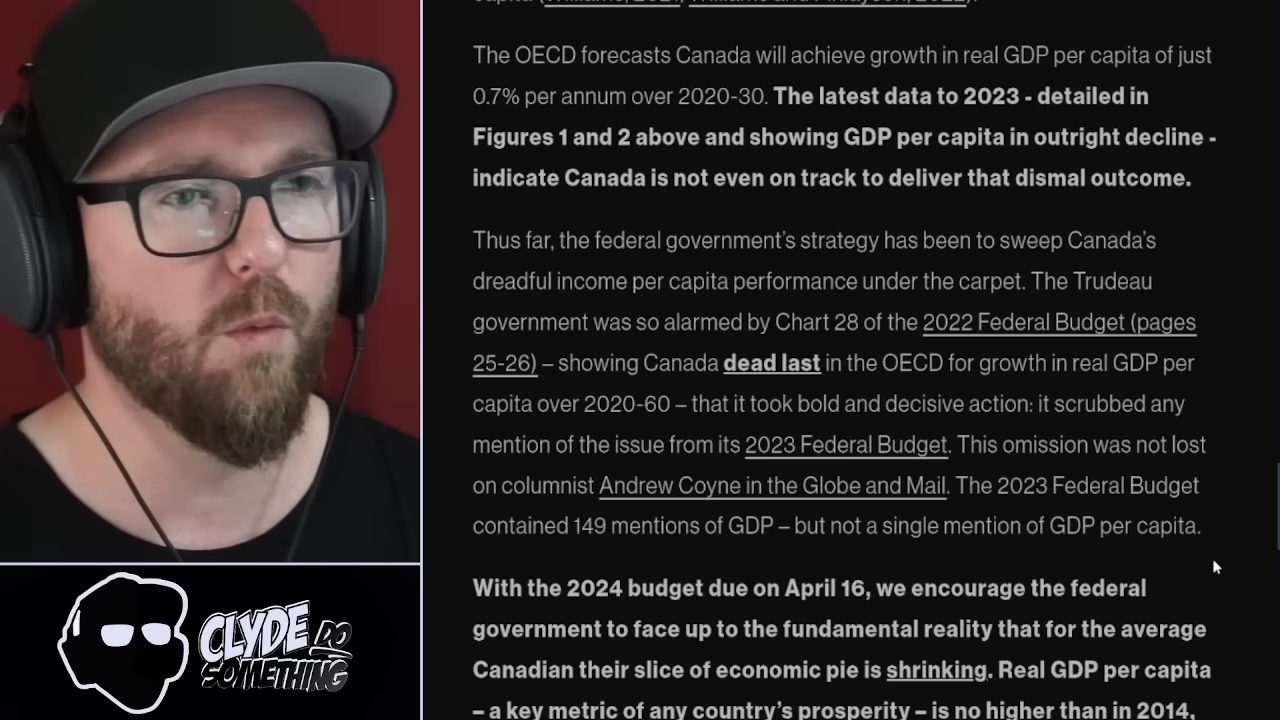 The OECD forecasts Canada will achieve growth in real GDP per capita of just
0.7% per annum over 2020-30. The latest data to 2023 - detailed in
Figures 1 and 2 above and showing GDP per capita in outright decline -
indicate Canada is not even on track to deliver that dismal outcome.
Thus far, the federal government's strategy has been to sweep Canada's
dreadful income per capita performance under the carpet. The Trudeau
government was so alarmed by Chart 28 of the 2022 Federal Budget (pages
25-26) – showing Canada dead last in the OECD for growth in real GDP per
capita over 2020-60 – that it took bold and decisive action: it scrubbed any
mention of the issue from its 2023 Federal Budget. This omission was not lost
on columnist Andrew Coyne in the Globe and Mail. The 2023 Federal Budget
contained 149 mentions of GDP – but not a single mention of GDP per capita.
With the 2024 budget due on April 16, we encourage the federal
government to face up to the fundamental reality that for the average
Canadian their slice of economic pie is shrinking. Real GDP per capita
– a key metric of any country's prosperity – is no higher than in 2014,
CLYDE DO
SOMETHING